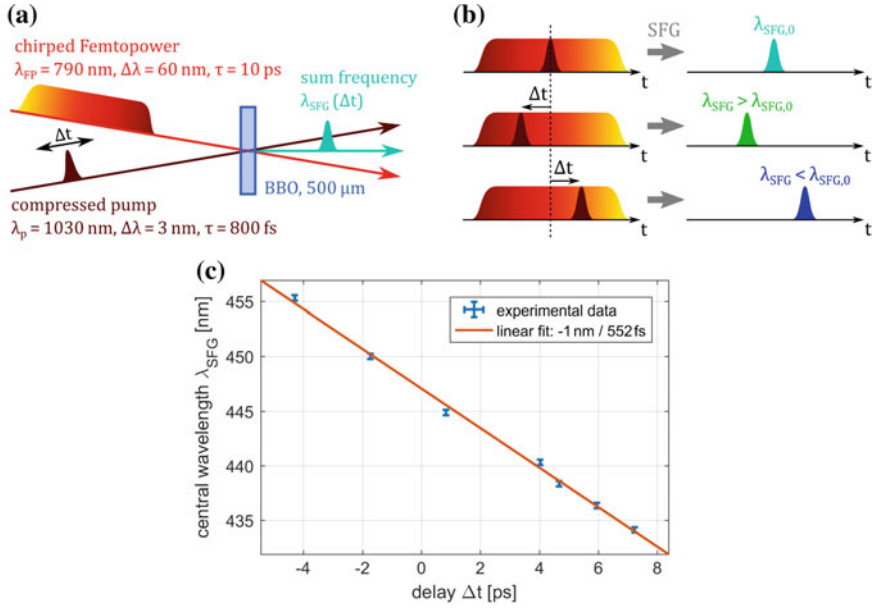 (a)
chirped Femtopower
λFP = 790 nm, Δλ = 60 nm, τ = 10 ps
sum frequency
λSFG (Δt)
Δt
BBO, 500 μm
compressed pump
λp = 1030 nm, Δλ = 3 nm, τ = 800 fs
(b)
SFG
λSFG,0
t
t
Δt
λSFG > λSFG,0
t
t
Δt
λSFG < λSFG,0
t
t
(c)
455
450
445
440
435
central wavelength λSFG [nm]
experimental data
linear fit: -1 nm / 552 fs
-4
-2
0
2
4
6
8
delay Δt [ps]